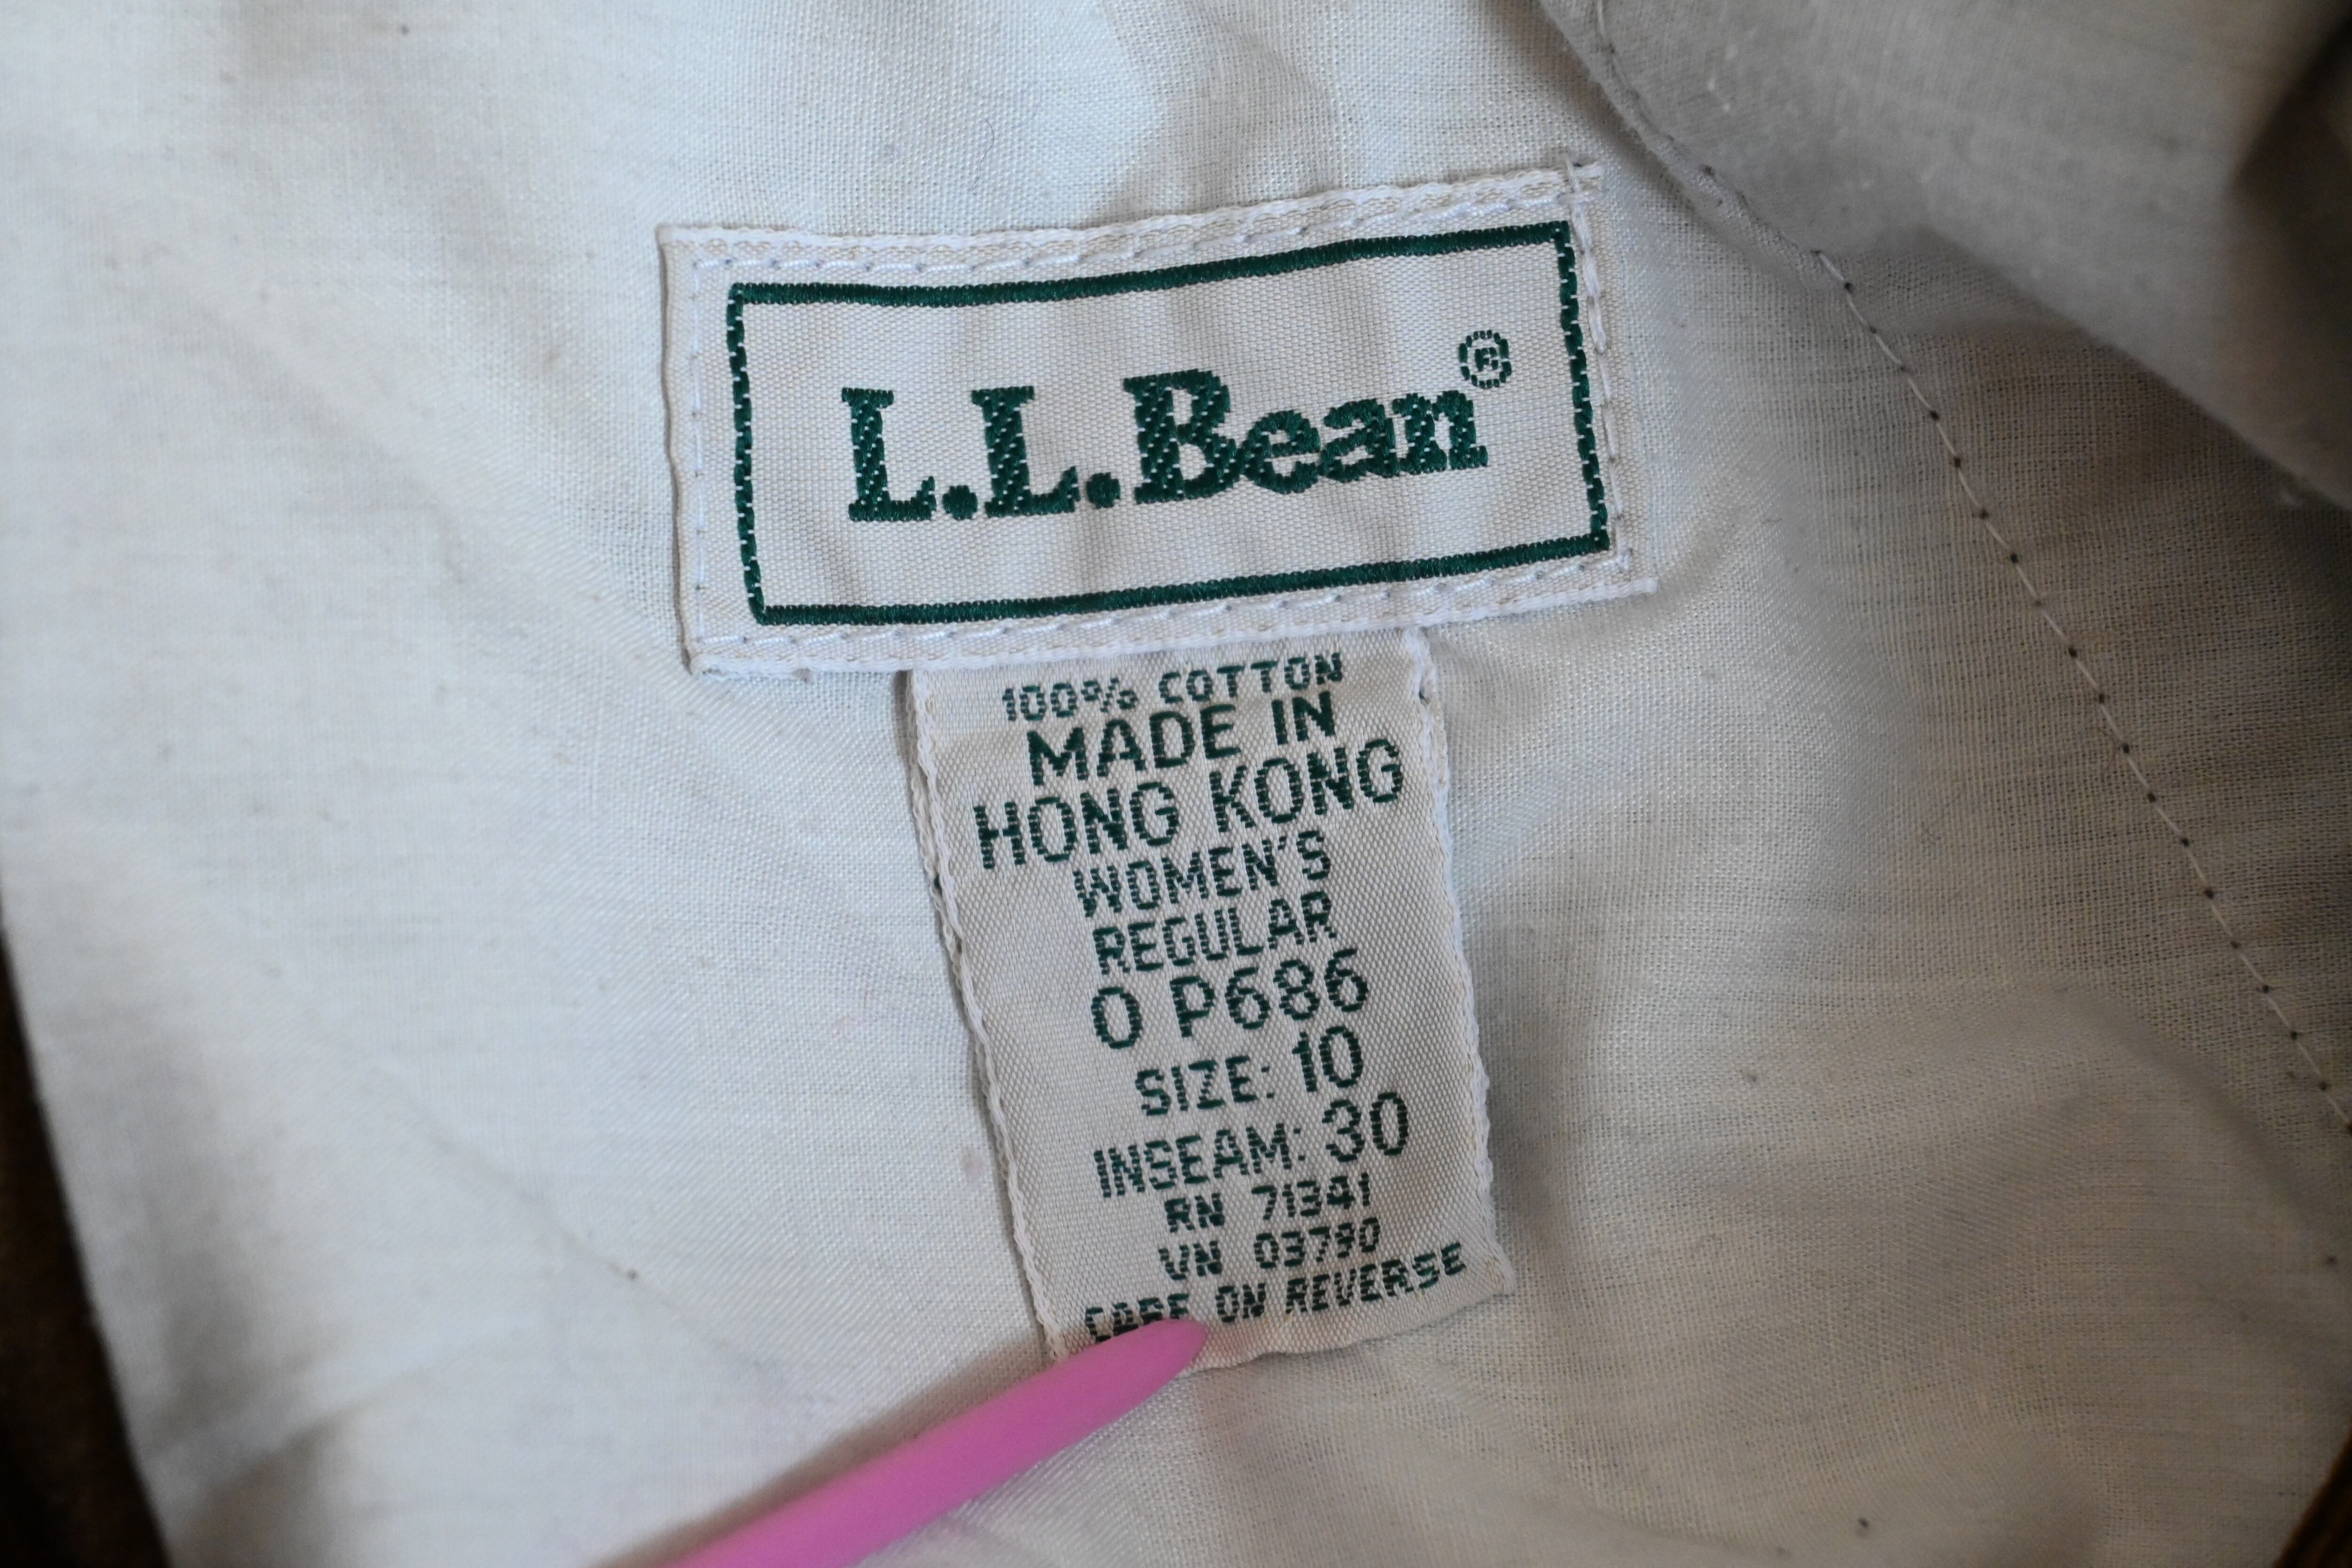 L.L.Bean®
100% COTTON
MADE IN
HONG KONG
WOMEN'S
REGULAR
O P686
SIZE: 10
INSEAM: 30
RN 71341
VN 03790
CARE ON REVERSE